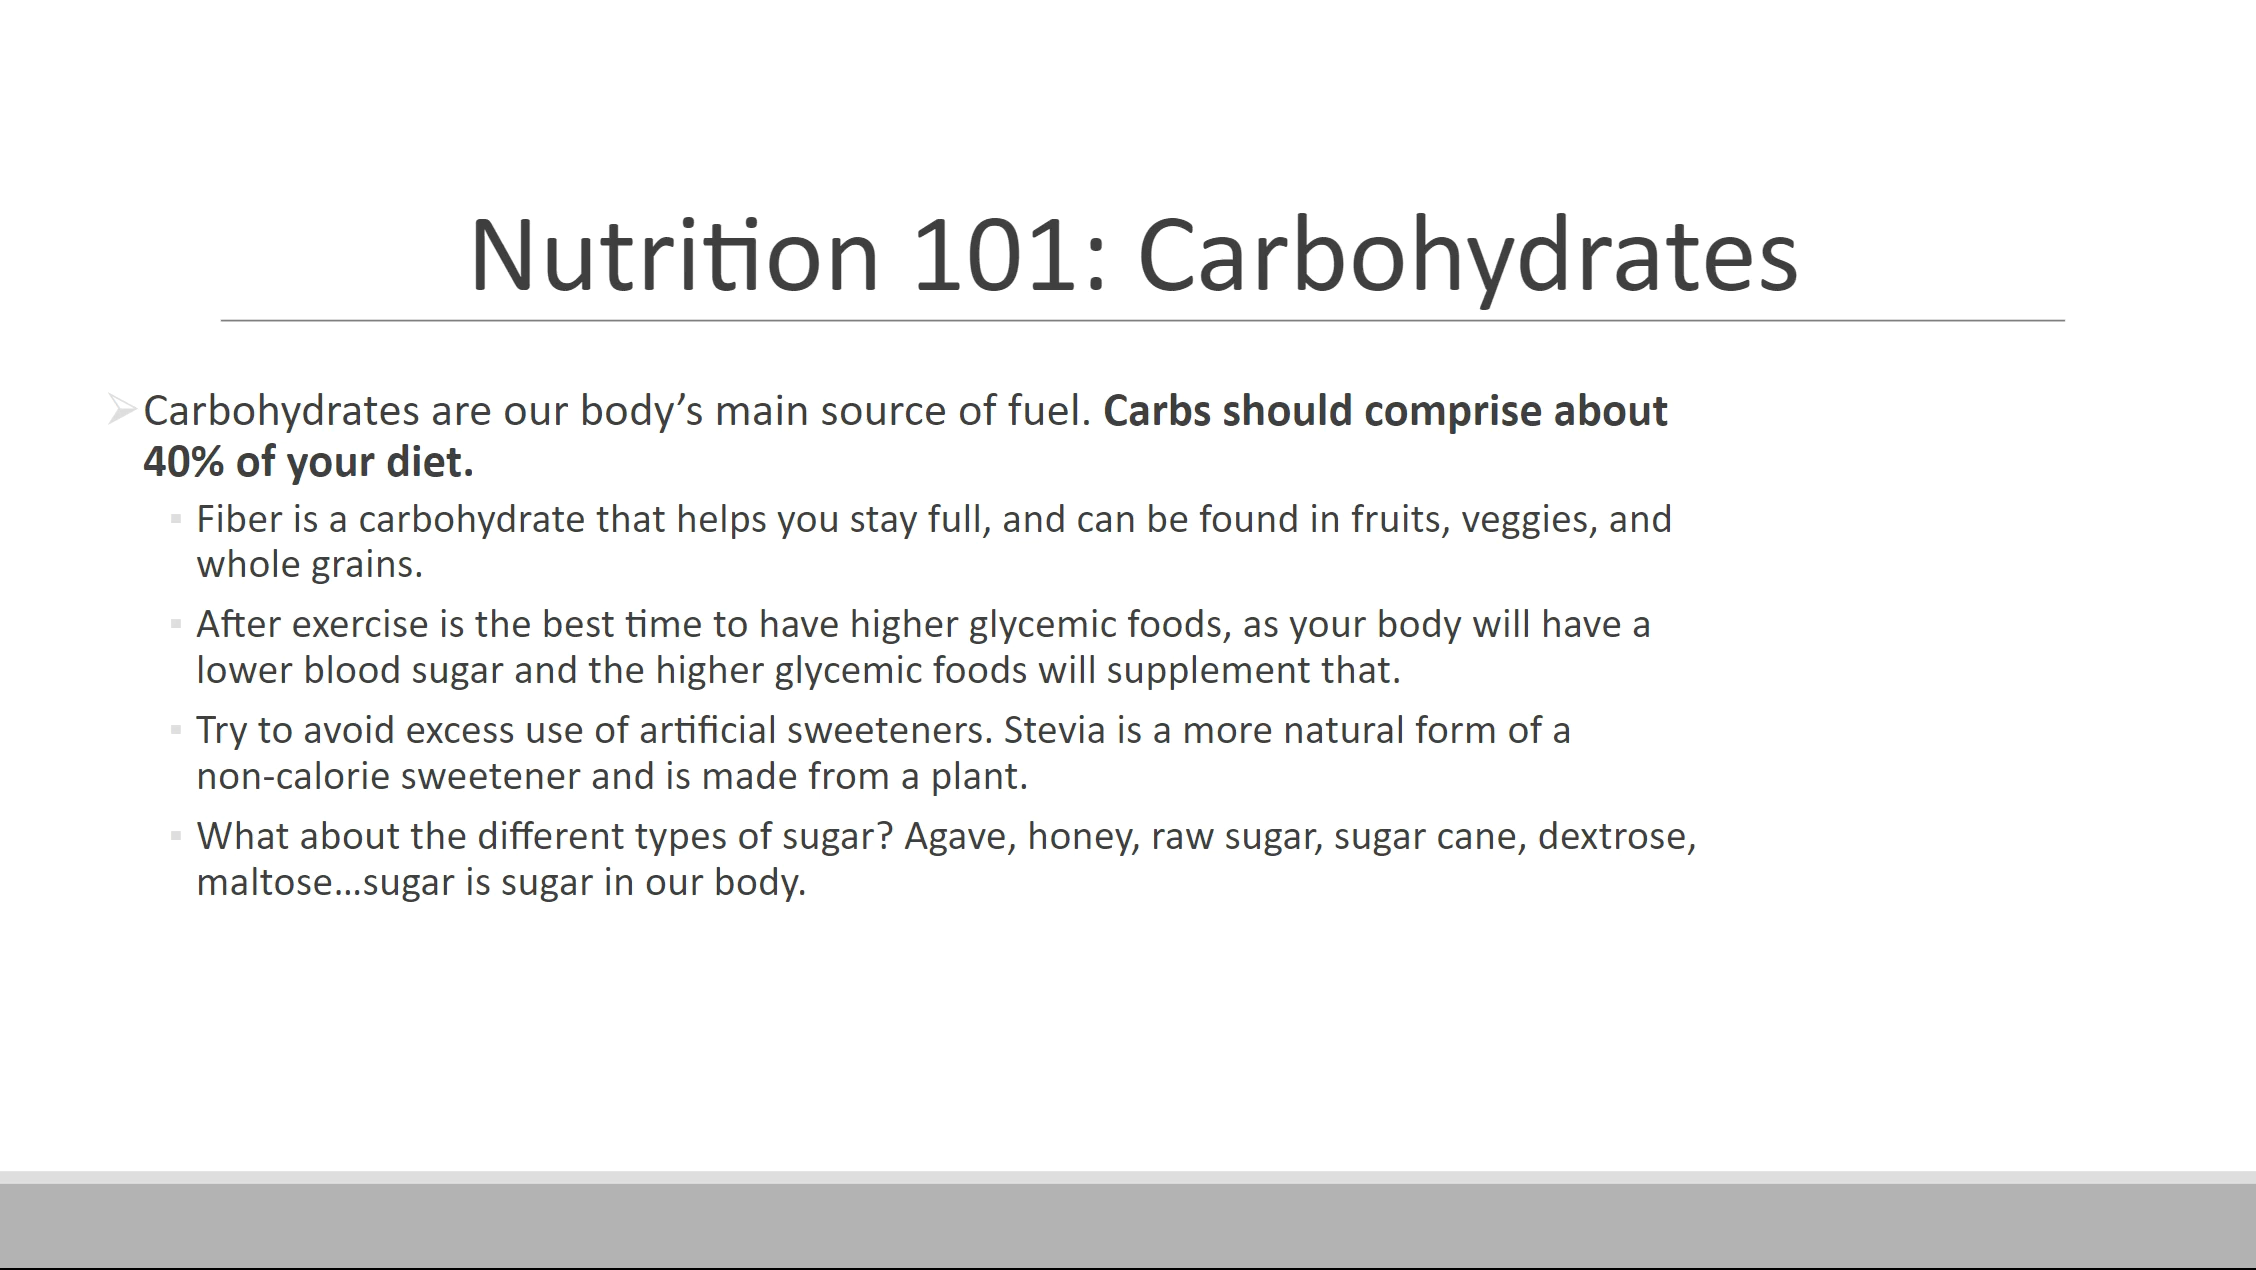 Nutrition 101: Carbohydrates
Carbohydrates are our body’s main source of fuel. Carbs should comprise about
40% of your diet.
Fiber is a carbohydrate that helps you stay full, and can be found in fruits, veggies, and
whole grains.
After exercise is the best time to have higher glycemic foods, as your body will have a
lower blood sugar and the higher glycemic foods will supplement that.
Try to avoid excess use of artificial sweeteners. Stevia is a more natural form of a
non-calorie sweetener and is made from a plant.
What about the different types of sugar? Agave, honey, raw sugar, sugar cane, dextrose,
maltose…sugar is sugar in our body.